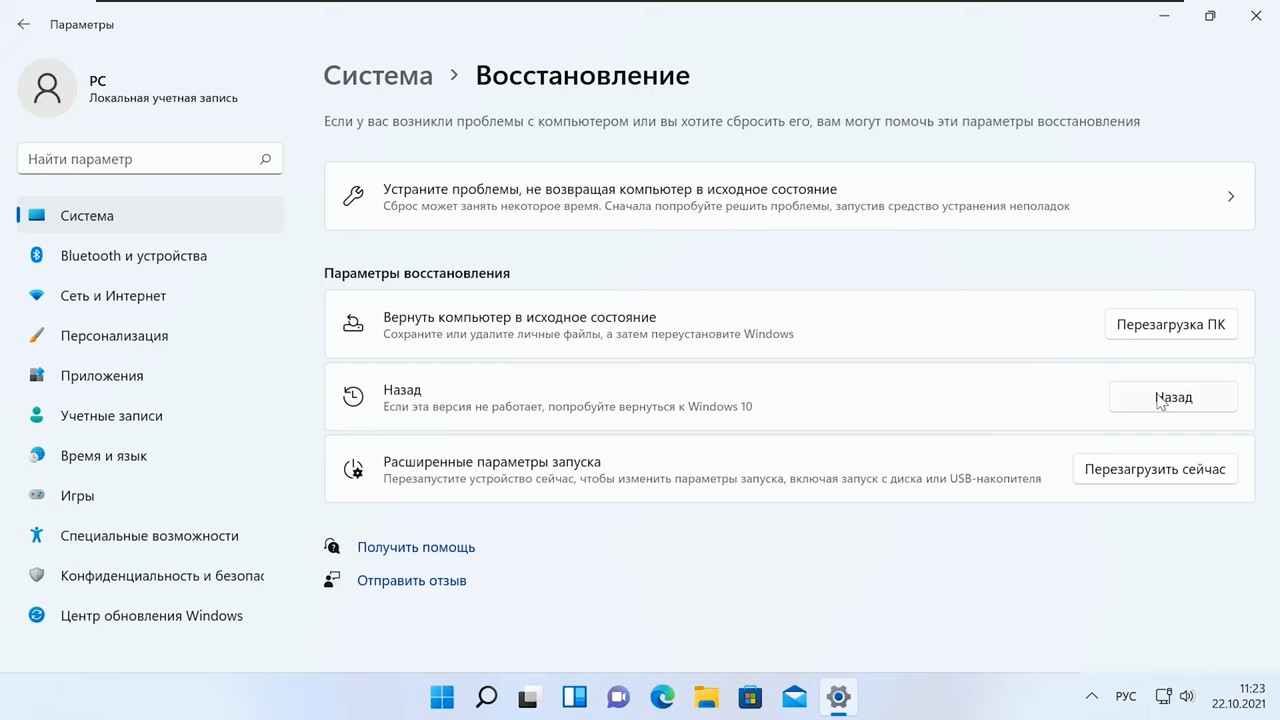 Параметры
PC
Локальная учетная запись
Найти параметр
Система
Bluetooth и устройства
Сеть и Интернет
Персонализация
Приложения
Учетные записи
Время и язык
Игры
Специальные возможности
Конфиденциальность и безопас
Центр обновления Windows
Система > Восстановление
Если у вас возникли проблемы с компьютером или вы хотите сбросить его, вам могут помочь эти параметры восстановления
Устраните проблемы, не возвращая компьютер в исходное состояние
Сброс может занять некоторое время. Сначала попробуйте решить проблемы, запустив средство устранения неполадок
Параметры восстановления
Вернуть компьютер в исходное состояние
Сохраните или удалите личные файлы, а затем переустановите Windows
Перезагрузка ПК
Назад
Если эта версия не работает, попробуйте вернуться к Windows 10
Назад
Расширенные параметры запуска
Перезапустите устройство сейчас, чтобы изменить параметры запуска, включая запуск с диска или USB-накопителя
Перезагрузить сейчас
Получить помощь
Отправить отзыв
РУС
11:23
22.10.2021